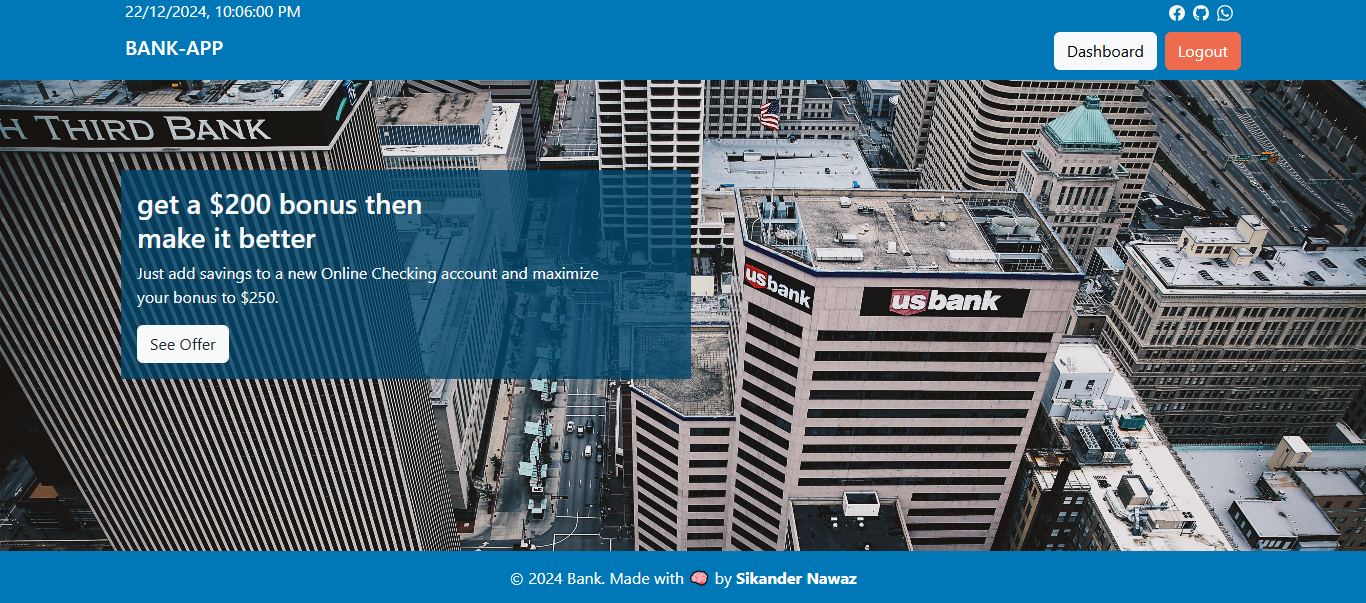 22/12/2024, 10:06:00 PM
BANK-APP
Dashboard
Logout
H THIRD BANK
get a $200 bonus then
make it better
Just add savings to a new Online Checking account and maximize
your bonus to $250.
See Offer
usbank
usbank
© 2024 Bank. Made with 🧠 by Sikander Nawaz